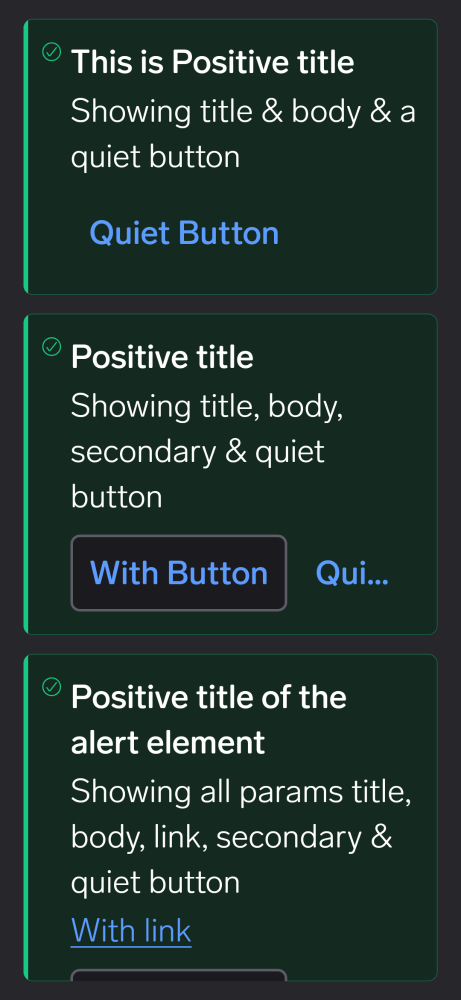 This is Positive title
Showing title & body & a
quiet button
Quiet Button
Positive title
Showing title, body,
secondary & quiet
button
With Button
Qui...
Positive title of the
alert element
Showing all params title,
body, link, secondary &
quiet button
With link